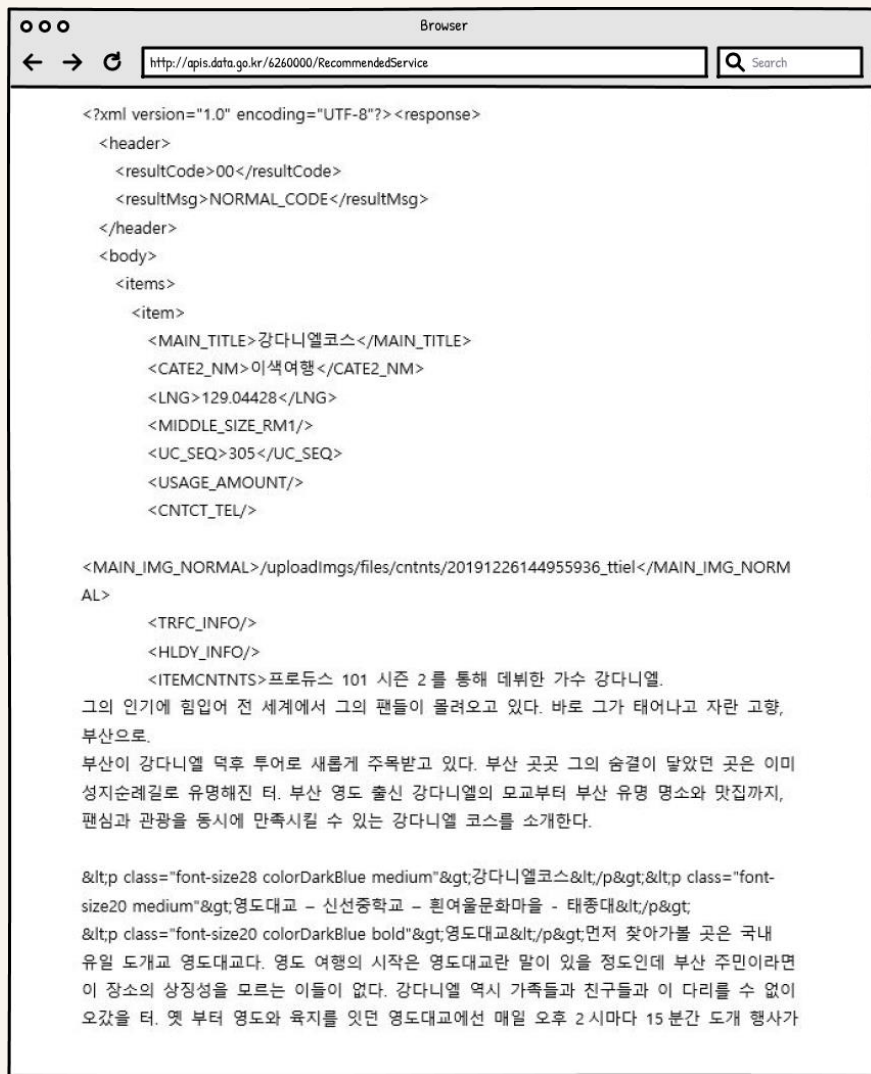 Browser
http://apis.data.go.kr/6260000/RecommendedService
Search
<?xml version="1.0" encoding="UTF-8"?><response>
<header>
<resultCode>00</resultCode>
<resultMsg>NORMAL_CODE</resultMsg>
</header>
<body>
<items>
<item>
<MAIN_TITLE>강다니엘코스</MAIN_TITLE>
<CATE2_NM>이색여행</CATE2_NM>
<LNG>129.04428</LNG>
<MIDDLE_SIZE_RM1/>
<UC_SEQ>305</UC_SEQ>
<USAGE_AMOUNT/>
<CNTCT_TEL/>
<MAIN_IMG_NORMAL>/uploadImgs/files/cntnts/20191226144955936_ttiel</MAIN_IMG_NORM
AL>
<TRFC_INFO/>
<HLDY_INFO/>
<ITEMCNTNTS>프로듀스 101 시즌 2를 통해 데뷔한 가수 강다니엘.
그의 인기에 힘입어 전 세계에서 그의 팬들이 몰려오고 있다. 바로 그가 태어나고 자란 고향,
부산으로.
부산이 강다니엘 덕후 투어로 새롭게 주목받고 있다. 부산 곳곳 그의 숨결이 닿았던 곳은 이미
성지순례길로 유명해진 터. 부산 영도 출신 강다니엘의 모교부터 부산 유명 명소와 맛집까지,
팬심과 관광을 동시에 만족시킬 수 있는 강다니엘 코스를 소개한다.
&lt;p class="font-size28 colorDarkBlue medium"&gt;강다니엘코스&lt;/p&gt;&lt;p class="font-
size20 medium"&gt;영도대교 – 신선중학교 – 흰여울문화마을 - 태종대&lt;/p&gt;
&lt;p class="font-size20 colorDarkBlue bold"&gt;영도대교&lt;/p&gt;먼저 찾아가볼 곳은 국내
유일 도개교 영도대교다. 영도 여행의 시작은 영도대교란 말이 있을 정도인데 부산 주민이라면
이 장소의 상징성을 모르는 이들이 없다. 강다니엘 역시 가족들과 친구들과 이 다리를 수 없이
오갔을 터. 옛 부터 영도와 육지를 잇던 영도대교에선 매일 오후 2시마다 15분간 도개 행사가